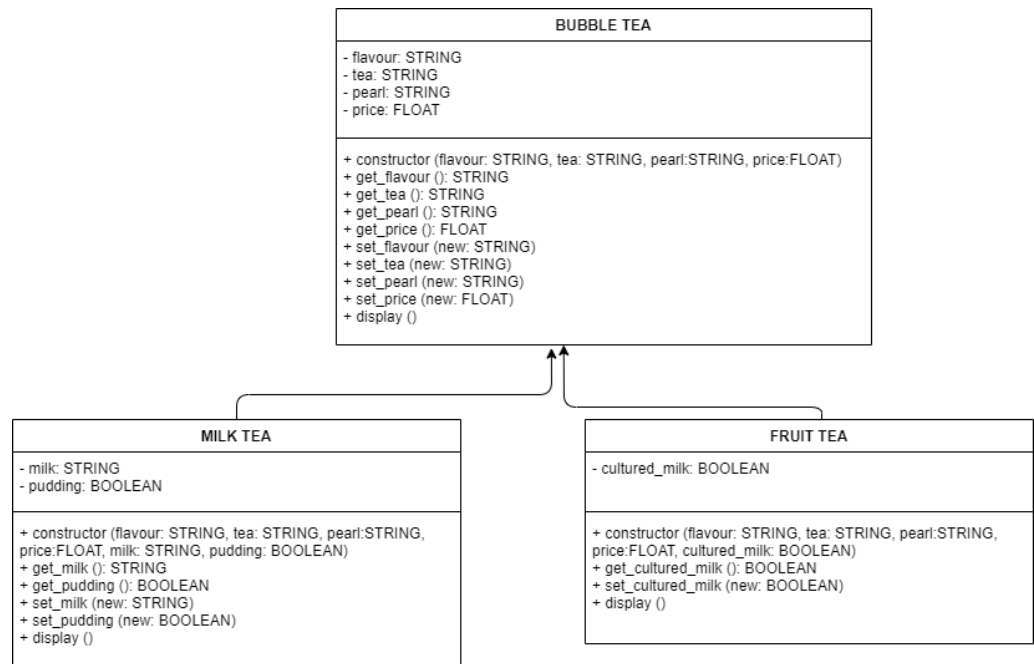 BUBBLE TEA
- flavour: STRING
- tea: STRING
- pearl: STRING
- price: FLOAT
+ constructor (flavour: STRING, tea: STRING, pearl:STRING, price:FLOAT)
+ get_flavour (): STRING
+ get_tea (): STRING
+ get_pearl (): STRING
+ get_price (): FLOAT
+ set_flavour (new: STRING)
+ set_tea (new: STRING)
+ set_pearl (new: STRING)
+ set_price (new: FLOAT)
+ display ()
MILK TEA
- milk: STRING
- pudding: BOOLEAN
+ constructor (flavour: STRING, tea: STRING, pearl:STRING,
price:FLOAT, milk: STRING, pudding: BOOLEAN)
+ get_milk (): STRING
+ get_pudding (): BOOLEAN
+ set_milk (new: STRING)
+ set_pudding (new: BOOLEAN)
+ display ()
FRUIT TEA
- cultured_milk: BOOLEAN
+ constructor (flavour: STRING, tea: STRING, pearl:STRING,
price:FLOAT, cultured_milk: BOOLEAN)
+ get_cultured_milk (): BOOLEAN
+ set_cultured_milk (new: BOOLEAN)
+ display ()